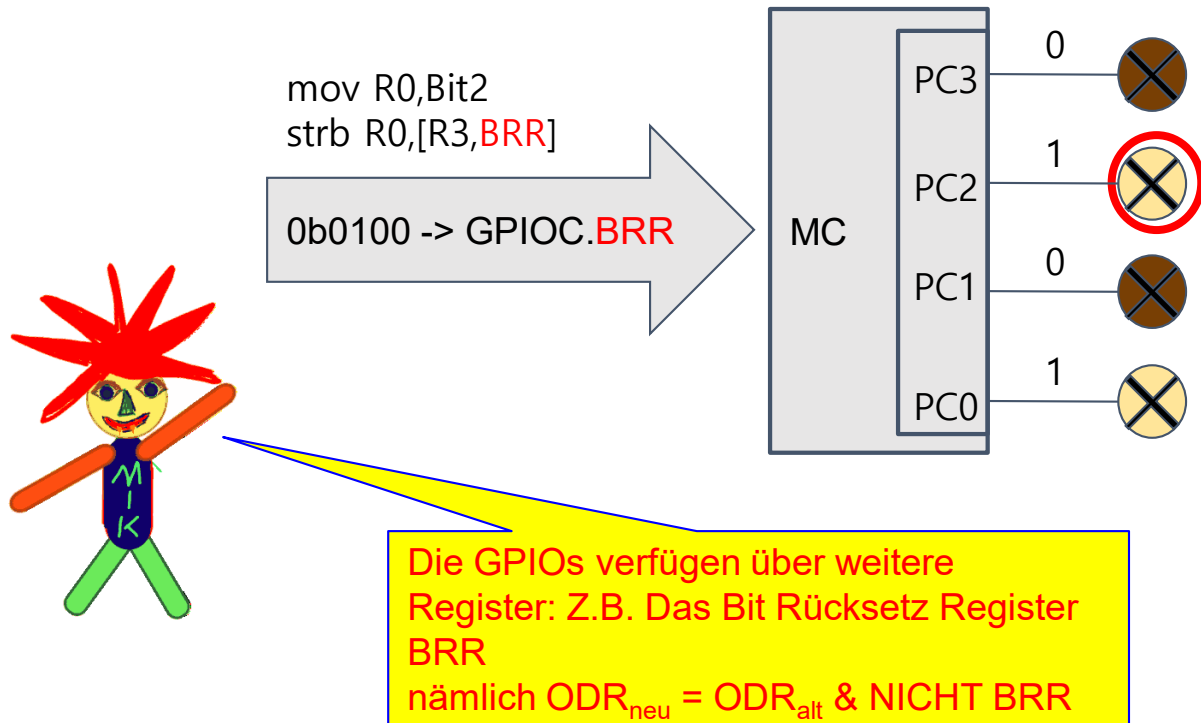 mov R0,Bit2
strb R0,[R3,BRR]
0b0100 -> GPIOC.BRR
MC
PC3
0
PC2
1
PC1
0
PC0
1
MIK
Die GPIOs verfügen über weitere
Register: Z.B. Das Bit Rücksetz Register
BRR
nämlich ODRneu = ODRalt & NICHT BRR